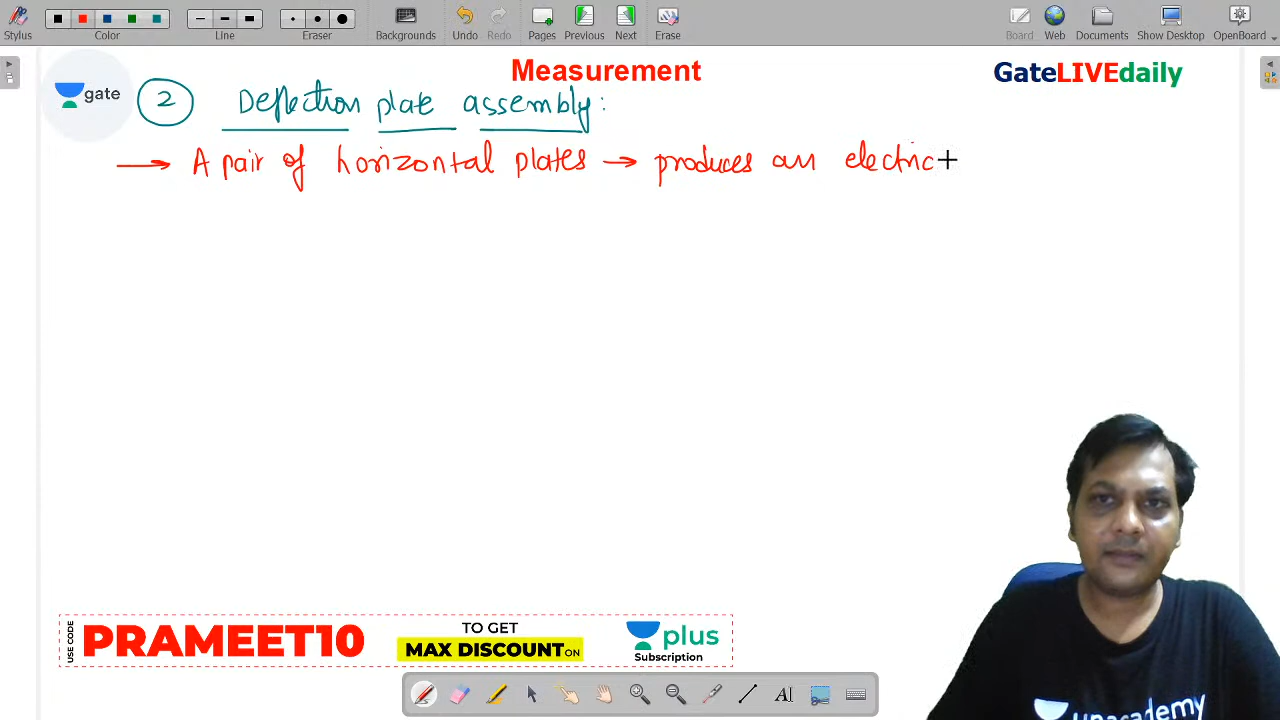 Stylus
Color
Line
Eraser
Backgrounds
Undo
Redo
Pages
Previous
Next
Erase
Board
Web
Documents
Show Desktop
OpenBoard
Measurement
GateLIVEdaily
gate
2 Deflection plate assembly:
→ A pair of horizontal plates → produces an electric
USE CODE
PRAMEET10
TO GET
MAX DISCOUNT ON
plus
Subscription
AI
unacademy